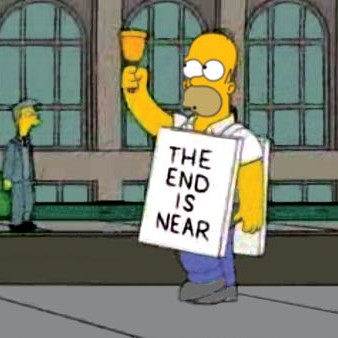 THE
END
IS
NEAR